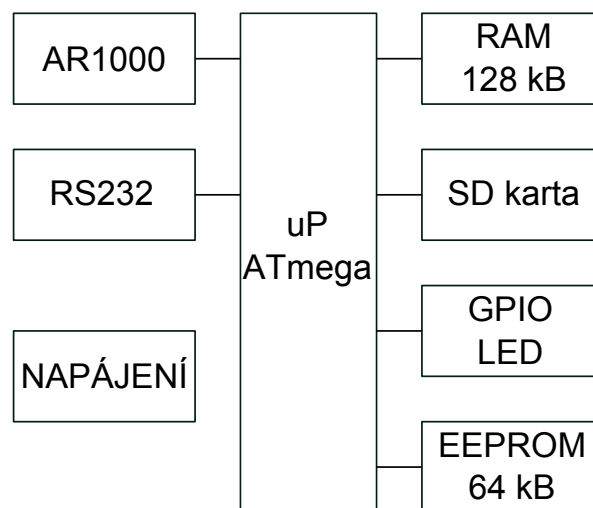 AR1000
RS232
NAPÁJENÍ
uP
ATmega
RAM
128 kB
SD karta
GPIO
LED
EEPROM
64 kB